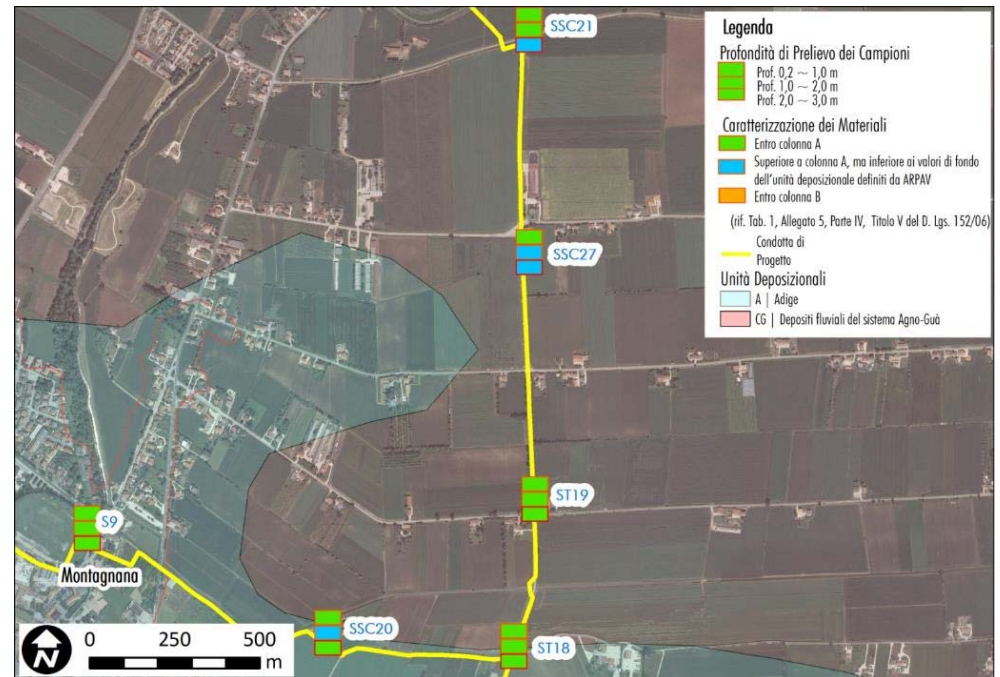 SSC21
Legenda
Profondità di Prelievo dei Campioni
Prof. 0,2 ~ 1,0 m
Prof. 1,0 ~ 2,0 m
Prof. 2,0 ~ 3,0 m
Caratterizzazione dei Materiali
Entro colonna A
Superiore a colonna A, ma inferiore ai valori di fondo
dell'unità deposizionale definiti da ARPAV
Entro colonna B
(rif. Tab. 1, Allegato 5, Parte IV, Titolo V del D. Lgs. 152/06)
Condotta di
Progetto
Unità Deposizionali
A | Adige
CG | Depositi fluviali del sistema Agno-Guà
SSC27
ST19
S9
Montagnana
SSC20
ST18
N
0 250 500
m